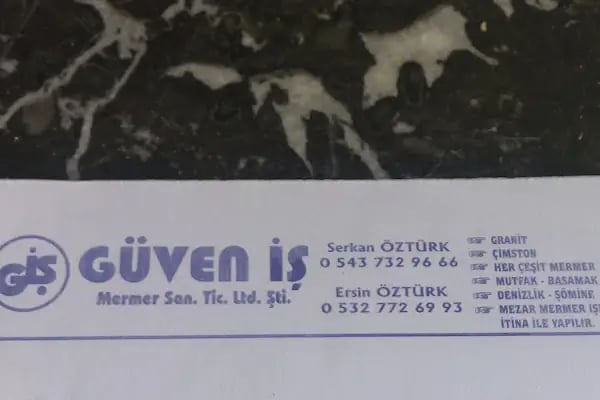 GİŞ
GÜVEN İŞ
Mermer San. Tic. Ltd. Şti.
Serkan ÖZTÜRK
0 543 732 96 66
Ersin ÖZTÜRK
0 532 772 69 93
GRANİT
ÇİMSTON
HER ÇEŞİT MERMER
MUTFAK - BASAMAK
DENİZLİK - ŞÖMİNE
MEZAR MERMER İŞ
İTİNA İLE YAPILIR.